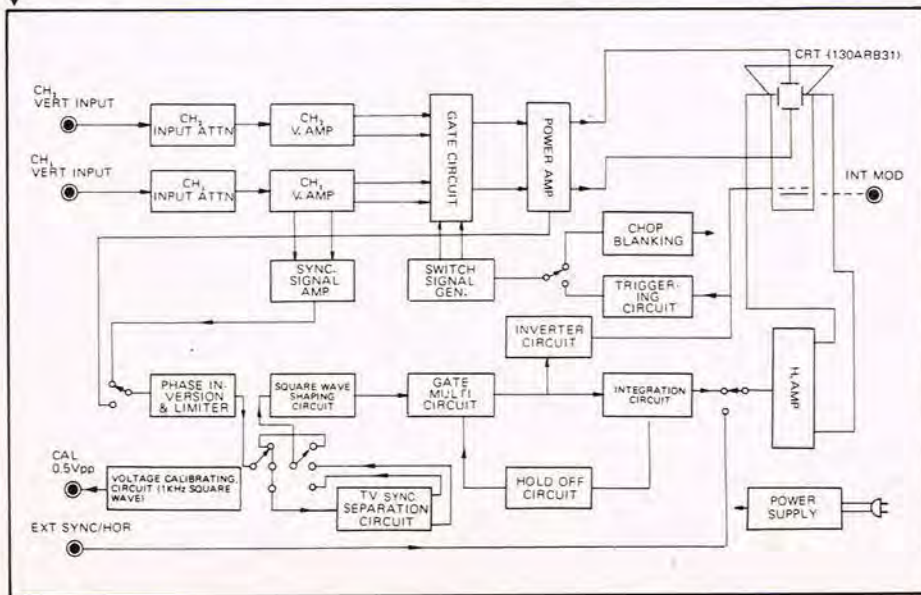 CRT (130ARB31)
CH₂
VERT INPUT
CH₂
INPUT ATTN
CH₂
V. AMP
GATE CIRCUIT
POWER AMP
CH₁
VERT INPUT
CH₁
INPUT ATTN
CH₁
V. AMP
INT MOD
CHOP
BLANKING
SYNC.
SIGNAL
AMP
SWITCH
SIGNAL
GEN.
TRIGGER-
ING
CIRCUIT
INVERTER
CIRCUIT
PHASE IN-
VERSION
& LIMITER
SQUARE WAVE
SHAPING
CIRCUIT
GATE
MULTI
CIRCUIT
INTEGRATION
CIRCUIT
H. AMP
CAL
0.5Vpp
VOLTAGE CALIBRATING.
CIRCUIT (1KHz SQUARE
WAVE)
TV SYNC
SEPARATION
CIRCUIT
HOLD OFF
CIRCUIT
POWER
SUPPLY
EXT SYNC/HOR